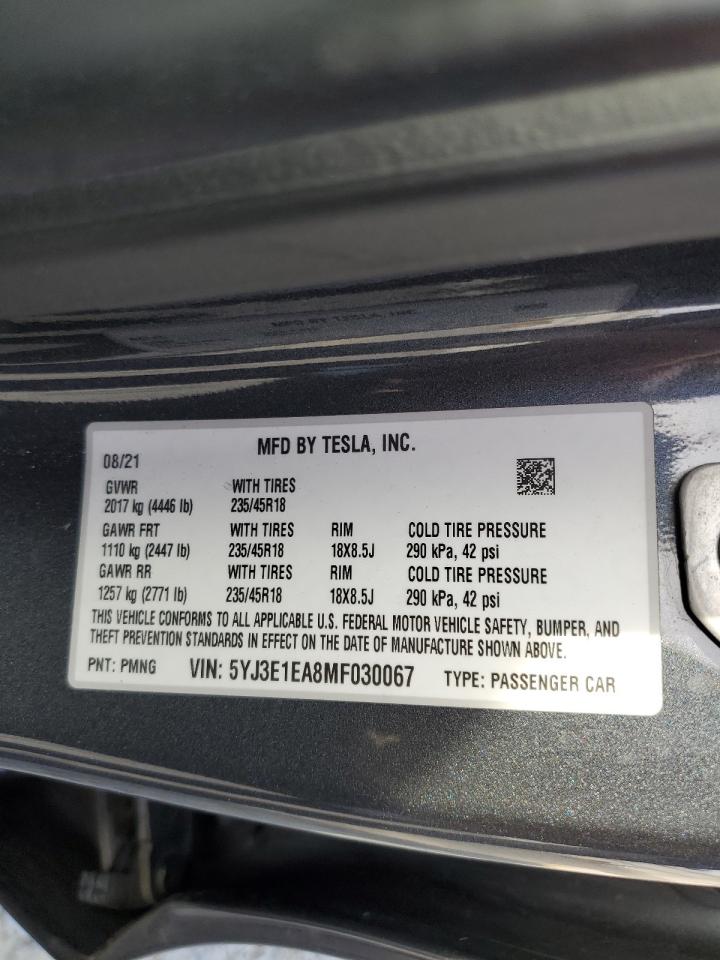 MFD BY TESLA, INC.
MFD BY TESLA, INC.
08/21
GVWR WITH TIRES
2017 kg (4446 lb) 235/45R18
GAWR FRT WITH TIRES RIM COLD TIRE PRESSURE
1110 kg (2447 lb) 235/45R18 18X8.5J 290 kPa, 42 psi
GAWR RR WITH TIRES RIM COLD TIRE PRESSURE
1257 kg (2771 lb) 235/45R18 18X8.5J 290 kPa, 42 psi
THIS VEHICLE CONFORMS TO ALL APPLICABLE U.S. FEDERAL MOTOR VEHICLE SAFETY, BUMPER, AND
THEFT PREVENTION STANDARDS IN EFFECT ON THE DATE OF MANUFACTURE SHOWN ABOVE.
PNT: PMNG VIN: 5YJ3E1EA8MF030067 TYPE: PASSENGER CAR